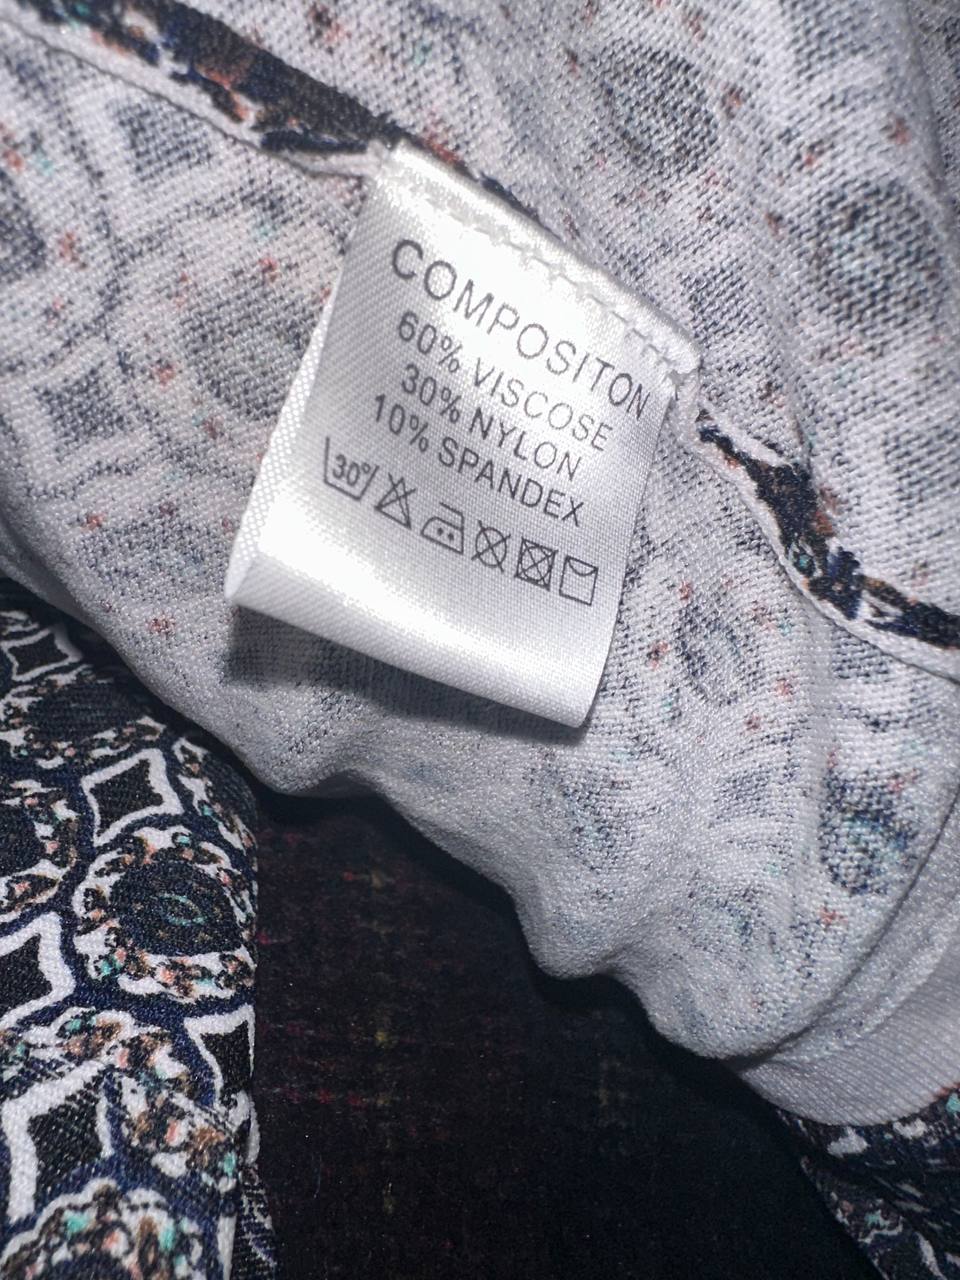 COMPOSITON
60% VISCOSE
30% NYLON
10% SPANDEX
30°